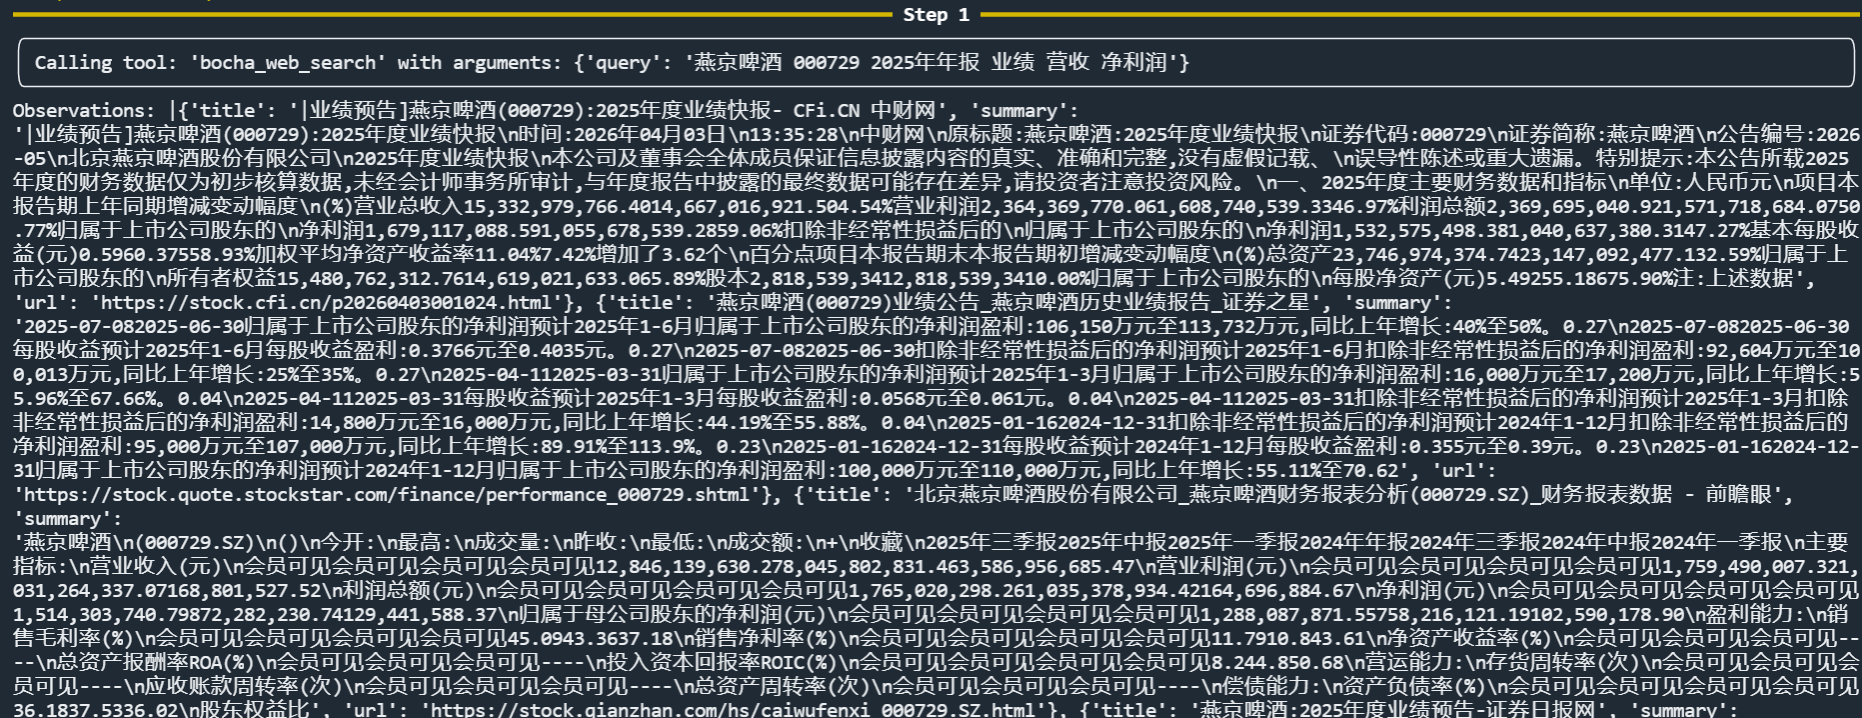 Step 1
Calling tool: 'bocha_web_search' with arguments: {'query': '燕京啤酒 000729 2025年年报 业绩 营收 净利润'}
Observations: |{'title': '|业绩预告]燕京啤酒(000729):2025年度业绩快报- CFi.CN 中财网', 'summary':
'|业绩预告]燕京啤酒(000729):2025年度业绩快报\n时间:2026年04月03日\n13:35:28\n中财网\n原标题:燕京啤酒:2025年度业绩快报\n证券代码:000729\n证券简称:燕京啤酒\n公告编号:2026
-05\n北京燕京啤酒股份有限公司\n2025年度业绩快报\n本公司及董事会全体成员保证信息披露内容的真实、准确和完整,没有虚假记载、\n误导性陈述或重大遗漏。特别提示:本公告所载2025
年度的财务数据仅为初步核算数据,未经会计师事务所审计,与年度报告中披露的最终数据可能存在差异,请投资者注意投资风险。\n一、2025年度主要财务数据和指标\n单位:人民币元\n项目本
报告期上年同期增减变动幅度\n(%)营业总收入15,332,979,766.4014,667,016,921.504.54%营业利润2,364,369,770.061,608,740,539.3346.97%利润总额2,369,695,040.921,571,718,684.0750
.77%归属于上市公司股东的\n净利润1,679,117,088.591,055,678,539.2859.06%扣除非经常性损益后的\n归属于上市公司股东的\n净利润1,532,575,498.381,040,637,380.3147.27%基本每股收
益(元)0.5960.37558.93%加权平均净资产收益率11.04%7.42%增加了3.62个\n百分点项目本报告期末本报告期初增减变动幅度\n(%)总资产23,746,974,374.7423,147,092,477.132.59%归属于上
市公司股东的\n所有者权益15,480,762,312.7614,619,021,633.065.89%股本2,818,539,3412,818,539,3410.00%归属于上市公司股东的\n每股净资产(元)5.49255.18675.90%注:上述数据',
'url': 'https://stock.cfi.cn/p20260403001024.html'}, {'title': '燕京啤酒(000729)业绩公告_燕京啤酒历史业绩报告_证券之星', 'summary':
'2025-07-082025-06-30归属于上市公司股东的净利润预计2025年1-6月归属于上市公司股东的净利润盈利:106,150万元至113,732万元,同比上年增长:40%至50%。0.27\n2025-07-082025-06-30
每股收益预计2025年1-6月每股收益盈利:0.3766元至0.4035元。0.27\n2025-07-082025-06-30扣除非经常性损益后的净利润预计2025年1-6月扣除非经常性损益后的净利润盈利:92,604万元至10
0,013万元,同比上年增长:25%至35%。0.27\n2025-04-112025-03-31归属于上市公司股东的净利润预计2025年1-3月归属于上市公司股东的净利润盈利:16,000万元至17,200万元,同比上年增长:5
5.96%至67.66%。0.04\n2025-04-112025-03-31每股收益预计2025年1-3月每股收益盈利:0.0568元至0.061元。0.04\n2025-04-112025-03-31扣除非经常性损益后的净利润预计2025年1-3月扣除
非经常性损益后的净利润盈利:14,800万元至16,000万元,同比上年增长:44.19%至55.88%。0.04\n2025-01-162024-12-31扣除非经常性损益后的净利润预计2024年1-12月扣除非经常性损益后的
净利润盈利:95,000万元至107,000万元,同比上年增长:89.91%至113.9%。0.23\n2025-01-162024-12-31每股收益预计2024年1-12月每股收益盈利:0.355元至0.39元。0.23\n2025-01-162024-12-
31归属于上市公司股东的净利润预计2024年1-12月归属于上市公司股东的净利润盈利:100,000万元至110,000万元,同比上年增长:55.11%至70.62', 'url':
'https://stock.quote.stockstar.com/finance/performance_000729.shtml'}, {'title': '北京燕京啤酒股份有限公司_燕京啤酒财务报表分析(000729.SZ)_财务报表数据 - 前瞻眼',
'summary':
'燕京啤酒\n(000729.SZ)\n()\n今开:\n最高:\n成交量:\n昨收:\n最低:\n成交额:\n+\n收藏\n2025年三季报2025年中报2025年一季报2024年年报2024年三季报2024年中报2024年一季报\n主要
指标:\n营业收入(元)\n会员可见会员可见会员可见会员可见12,846,139,630.278,045,802,831.463,586,956,685.47\n营业利润(元)\n会员可见会员可见会员可见会员可见1,759,490,007.321,
031,264,337.07168,801,527.52\n利润总额(元)\n会员可见会员可见会员可见会员可见1,765,020,298.261,035,378,934.42164,696,884.67\n净利润(元)\n会员可见会员可见会员可见会员可见
1,514,303,740.79872,282,230.74129,441,588.37\n归属于母公司股东的净利润(元)\n会员可见会员可见会员可见会员可见1,288,087,871.55758,216,121.19102,590,178.90\n盈利能力:\n销
售毛利率(%)\n会员可见会员可见会员可见会员可见45.0943.3637.18\n销售净利率(%)\n会员可见会员可见会员可见会员可见11.7910.843.61\n净资产收益率(%)\n会员可见会员可见会员可见--
--\n总资产报酬率ROA(%)\n会员可见会员可见会员可见----\n投入资本回报率ROIC(%)\n会员可见会员可见会员可见会员可见8.244.850.68\n营运能力:\n存货周转率(次)\n会员可见会员可见会
员可见----\n应收账款周转率(次)\n会员可见会员可见会员可见----\n总资产周转率(次)\n会员可见会员可见会员可见----\n偿债能力:\n资产负债率(%)\n会员可见会员可见会员可见会员可见
36.1837.5336.02\n股东权益比', 'url': 'https://stock.qianzhan.com/hs/caiwufenxi_000729.SZ.html'}, {'title': '燕京啤酒:2025年度业绩预告-证券日报网', 'summary':